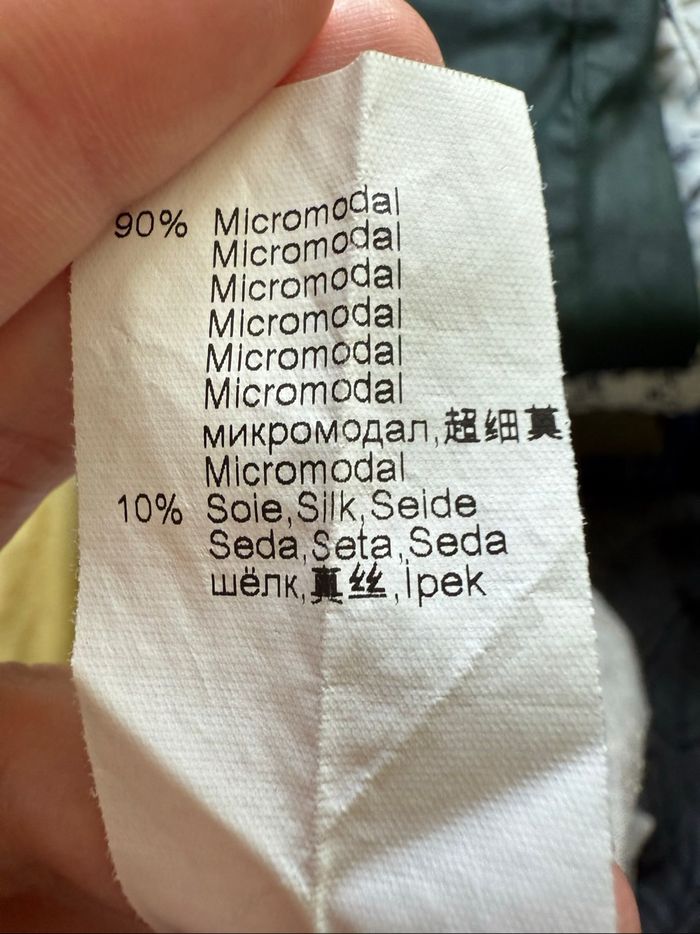 90% Micromodal
Micromodal
Micromodal
Micromodal
Micromodal
Micromodal
микромодал,超细莫
Micromodal
10% Soie,Silk,Seide
Seda,Seta,Seda
шёлк,真丝,İpek